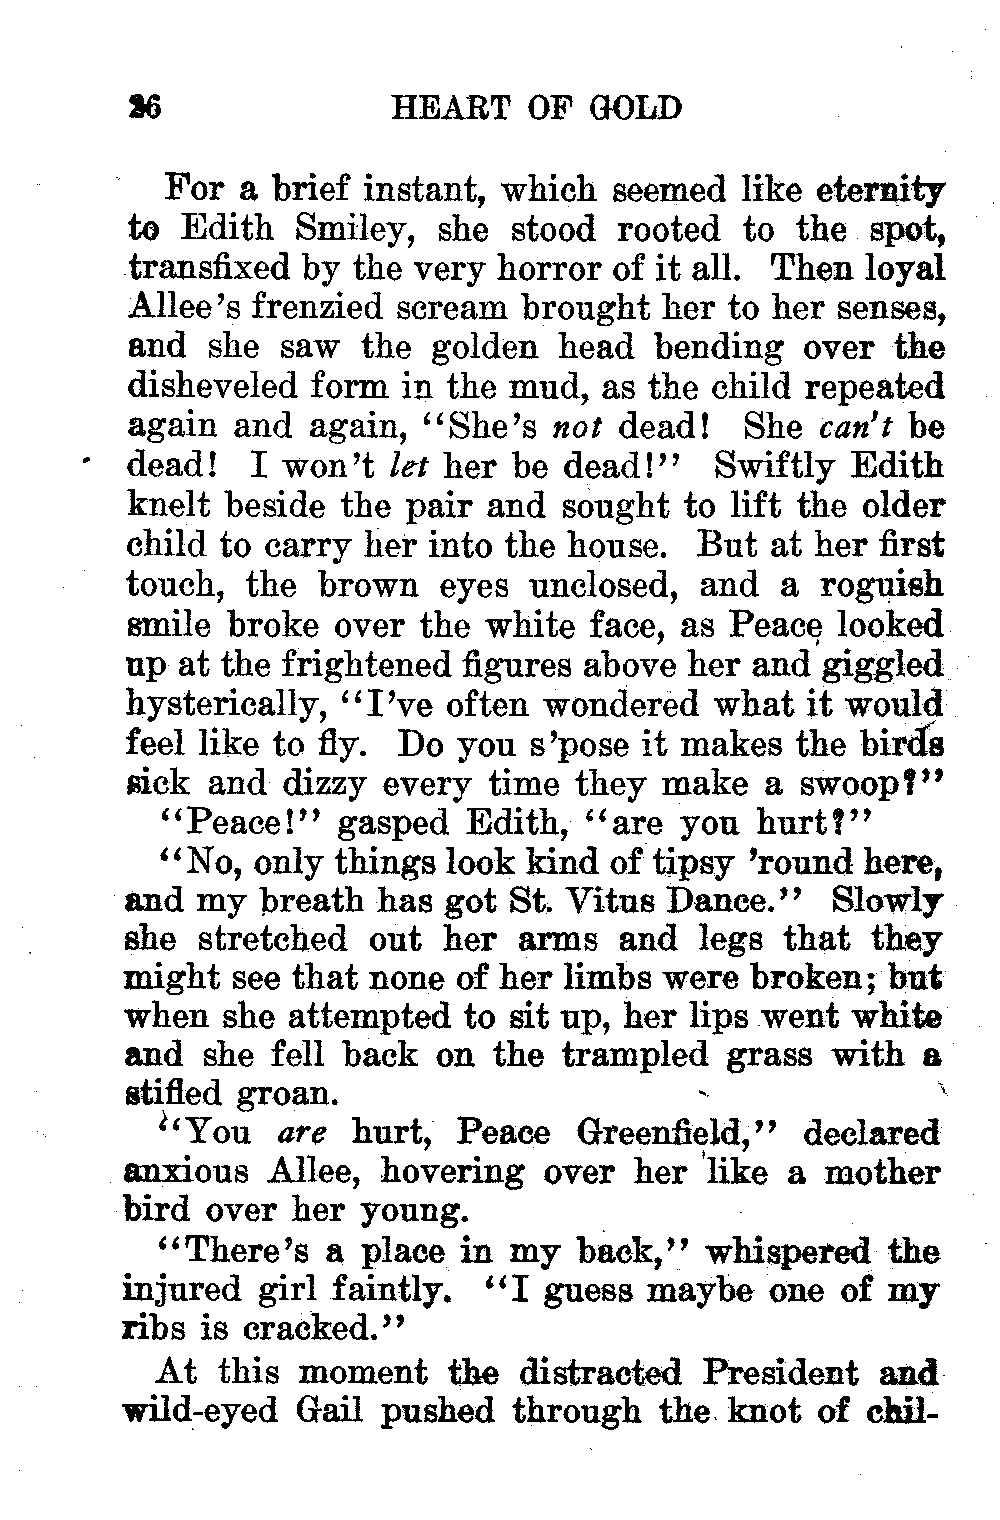 26 HEART OF GOLD
For a brief instant, which seemed like eternity
to Edith Smiley, she stood rooted to the spot,
transfixed by the very horror of it all. Then loyal
Allee's frenzied scream brought her to her senses,
and she saw the golden head bending over the
disheveled form in the mud, as the child repeated
again and again, "She's not dead! She can't be
dead! I won't let her be dead!" Swiftly Edith
knelt beside the pair and sought to lift the older
child to carry her into the house. But at her first
touch, the brown eyes unclosed, and a roguish
smile broke over the white face, as Peace looked
up at the frightened figures above her and giggled
hysterically, "I've often wondered what it would
feel like to fly. Do you s'pose it makes the birds
sick and dizzy every time they make a swoop?"
"Peace!" gasped Edith, "are you hurt?"
"No, only things look kind of tipsy 'round here,
and my breath has got St. Vitus Dance." Slowly
she stretched out her arms and legs that they
might see that none of her limbs were broken; but
when she attempted to sit up, her lips went white
and she fell back on the trampled grass with a
stifled groan.
"You are hurt, Peace Greenfield," declared
anxious Allee, hovering over her like a mother
bird over her young.
"There's a place in my back," whispered the
injured girl faintly. "I guess maybe one of my
ribs is cracked."
At this moment the distracted President and
wild-eyed Gail pushed through the knot of chil-